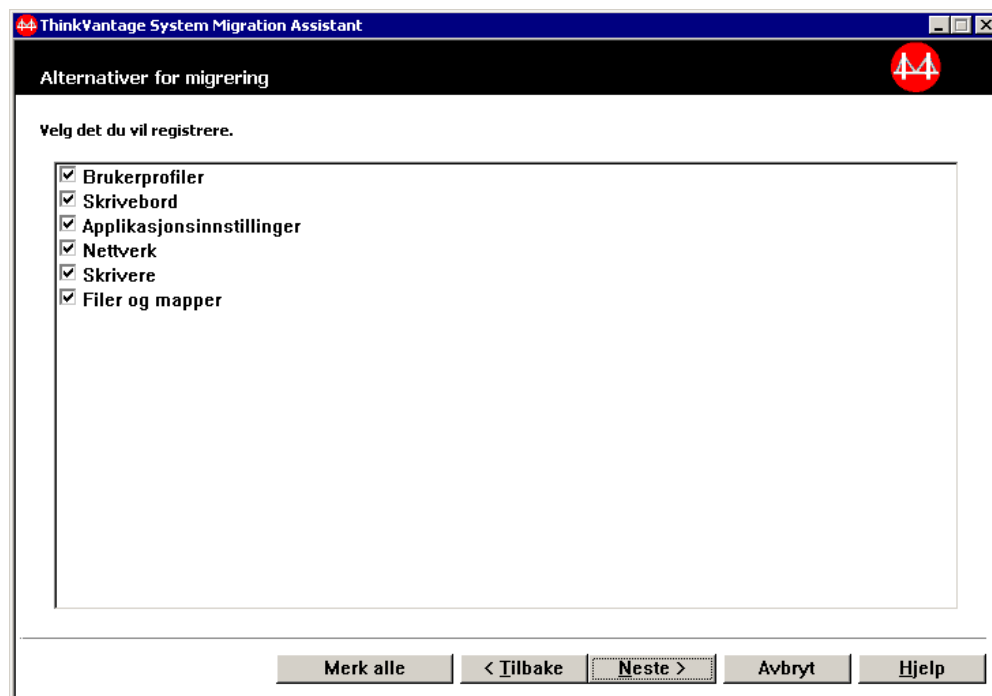 ThinkVantage System Migration Assistant
Alternativer for migrering
Velg det du vil registrere.
Brukerprofiler
Skrivebord
Applikasjonsinnstillinger
Nettverk
Skrivere
Filer og mapper
Merk alle < Tilbake Neste > Avbryt Hjelp